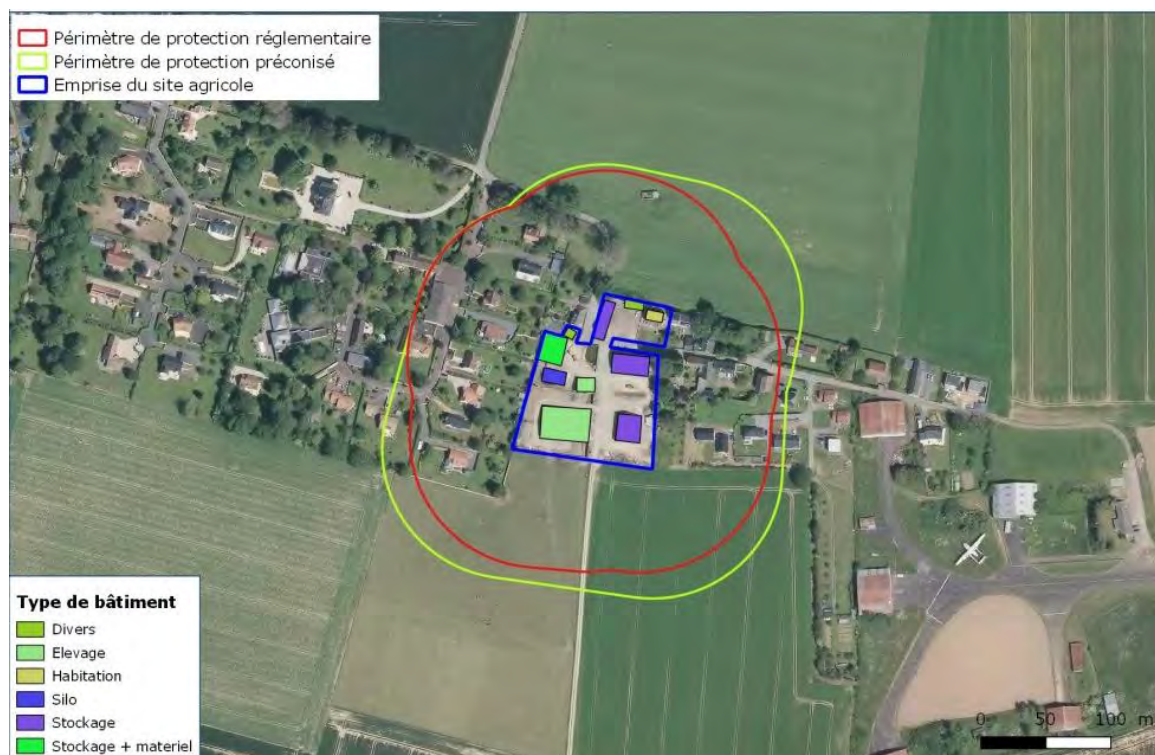 Périmètre de protection réglementaire
Périmètre de protection préconisé
Emprise du site agricole
Type de bâtiment
Divers
Elevage
Habitation
Silo
Stockage
Stockage + materiel
0 50 100 m